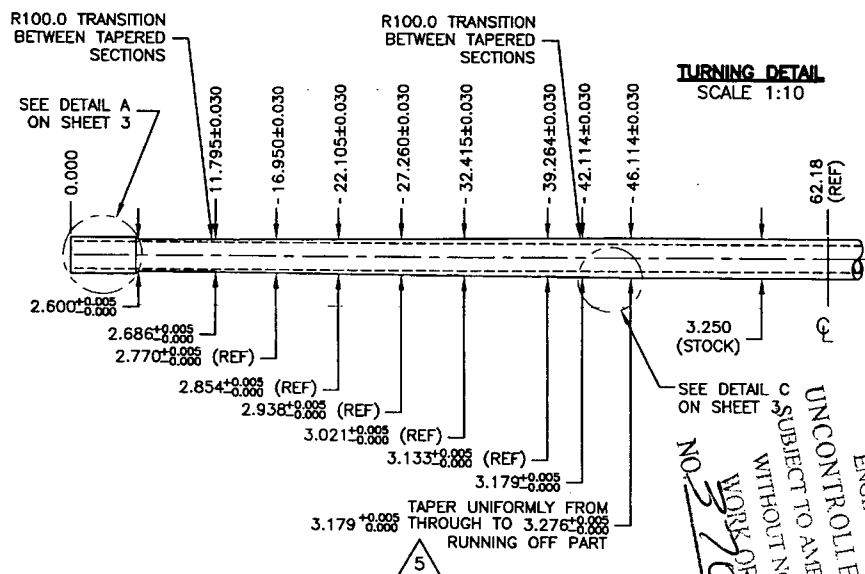 R100.0 TRANSITION
BETWEEN TAPERED
SECTIONS
R100.0 TRANSITION
BETWEEN TAPERED
SECTIONS
TURNING DETAIL
SCALE 1:10
SEE DETAIL A
ON SHEET 3
0.000
11.795±0.030
16.950±0.030
22.105±0.030
27.260±0.030
32.415±0.030
39.264±0.030
42.114±0.030
46.114±0.030
62.18
(REF)
2.600+0.005 -0.000
2.686+0.005 -0.000
2.770+0.005 -0.000 (REF)
2.854+0.005 -0.000 (REF)
2.938+0.005 -0.000 (REF)
3.021+0.005 -0.000 (REF)
3.133+0.005 -0.000 (REF)
3.179+0.005 -0.000
3.250
(STOCK)
SEE DETAIL C
ON SHEET 3
TAPER UNIFORMLY FROM
3.179 +0.005 0.000 THROUGH TO 3.276+0.005 -0.000
RUNNING OFF PART
5
UNCONTROLLE
SUBJECT TO AME
WITHOUT NO
WORK OR
NO.